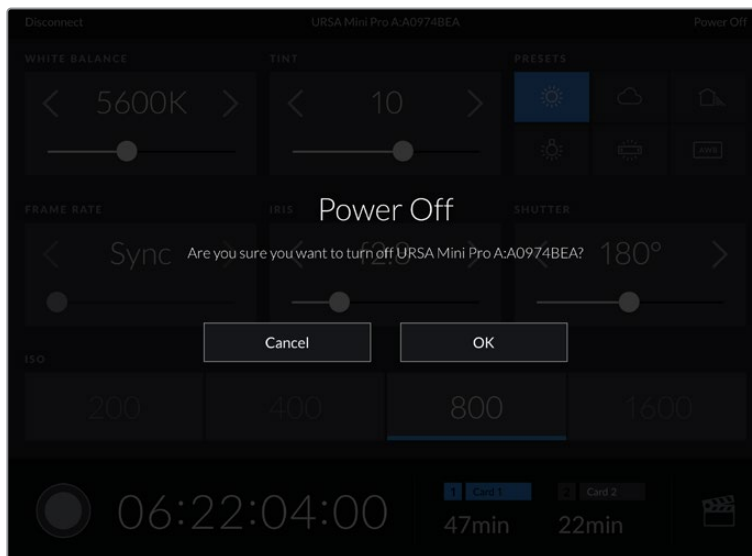 Disconnect URSA Mini Pro A:A0974BEA Power Off
WHITE BALANCE TINT PRESETS
5600K 10
AWB
FRAME RATE IRIS SHUTTER
Power Off
Sync f2.8 180°
Are you sure you want to turn off URSA Mini Pro A:A0974BEA?
Cancel OK
ISO
200 400 800 1600
1 Card 1 2 Card 2
06:22:04:00
47min 22min